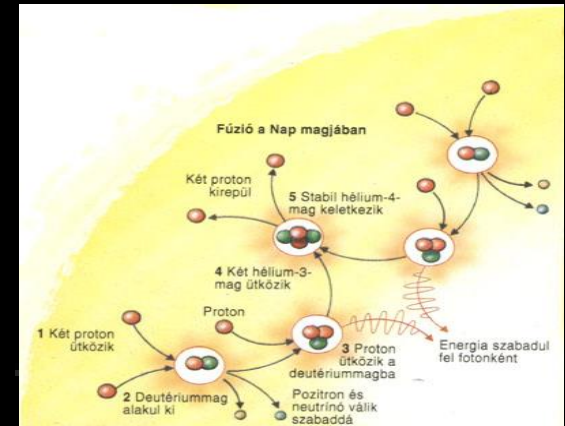 Fúzió a Nap magjában
Két proton
kirepül
5 Stabil hélium-4-
mag keletkezik
4 Két hélium-3-
mag ütközik
Proton
1 Két proton
ütközik
3 Proton
ütközik a
deutériummagba
Energia szabadul
fel fotonként
2 Deutériummag
alakul ki
Pozitron és
neutrínó válik
szabaddá